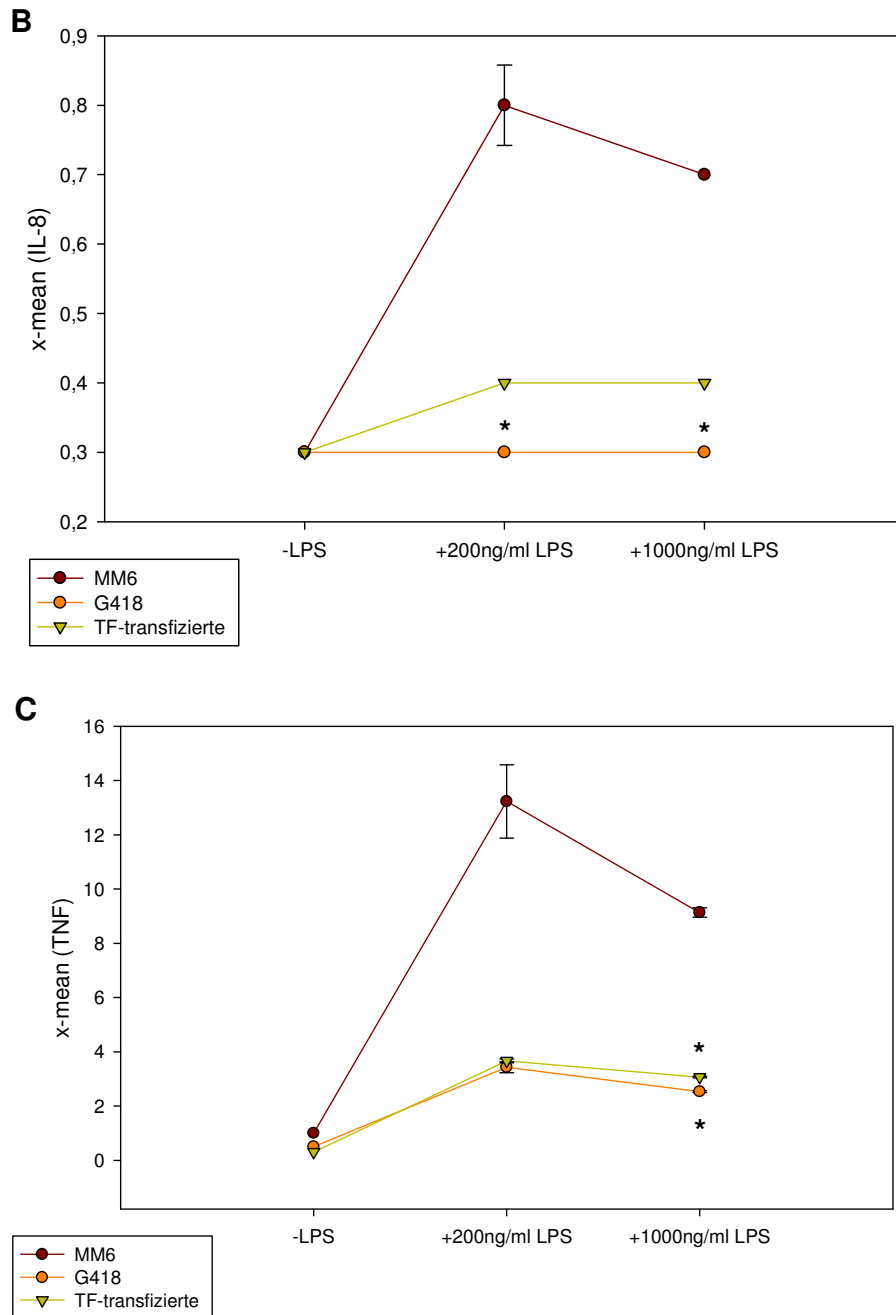 B
x-mean (IL-8)
0,9
0,8
0,7
0,6
0,5
0,4
0,3
0,2
*
*
-LPS
+200ng/ml LPS
+1000ng/ml LPS
MM6
G418
TF-transfizierte
C
x-mean (TNF)
16
14
12
10
8
6
4
2
0
*
*
-LPS
+200ng/ml LPS
+1000ng/ml LPS
MM6
G418
TF-transfizierte